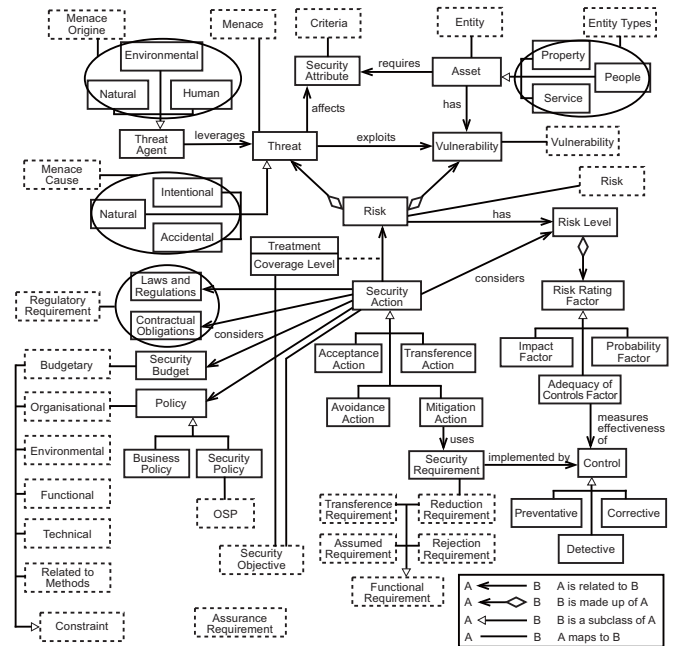 Menace
Origine
Menace
Criteria
Entity
Entity Types
Environmental
Natural
Human
Security
Attribute
requires
Asset
Property
People
Service
affects
has
Threat
Agent
leverages
Threat
exploits
Vulnerability
Vulnerability
Menace
Cause
Intentional
Natural
Accidental
Risk
Risk
has
Risk Level
Treatment
Coverage Level
considers
Laws and
Regulations
Regulatory
Requirement
Contractual
Obligations
considers
Security
Action
Risk Rating
Factor
Impact
Factor
Probability
Factor
Budgetary
Security
Budget
Acceptance
Action
Transference
Action
Adequacy of
Controls Factor
Organisational
Policy
Avoidance
Action
Mitigation
Action
measures
effectiveness
of
uses
Environmental
Business
Policy
Security
Policy
Security
Requirement
implemented by
Control
Functional
OSP
Transference
Requirement
Reduction
Requirement
Preventative
Corrective
Technical
Security
Objective
Assumed
Requirement
Rejection
Requirement
Detective
Related to
Methods
Functional
Requirement
Constraint
Assurance
Requirement
A B A is related to B
A B B is made up of A
A B B is a subclass of A
A B A maps to B